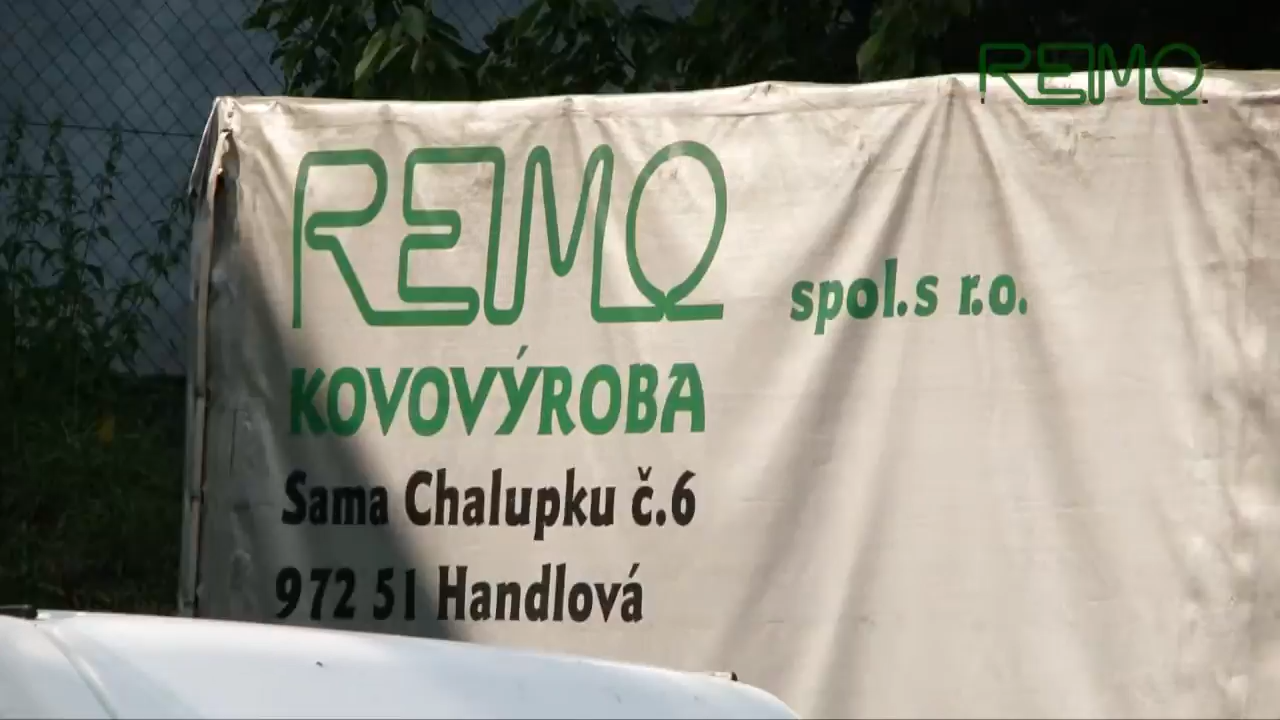 REMO
REMO
spol. s r.o.
KOVOVÝROBA
Sama Chalupku č.6
972 51 Handlová